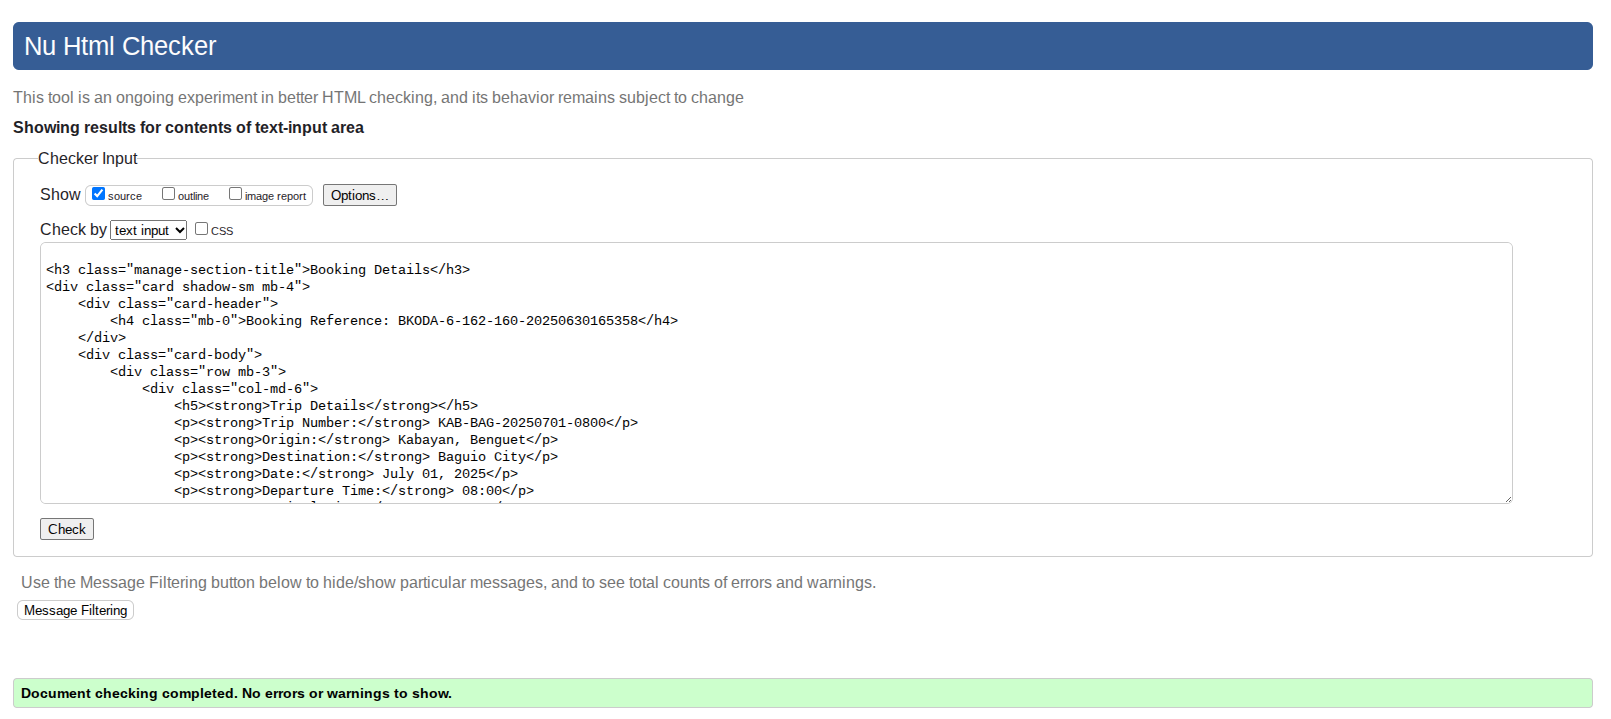 Nu Html Checker
This tool is an ongoing experiment in better HTML checking, and its behavior remains subject to change
Showing results for contents of text-input area
Checker Input
Show source outline image report Options...
Check by text input CSS
<h3 class="manage-section-title">Booking Details</h3>
<div class="card shadow-sm mb-4">
    <div class="card-header">
        <h4 class="mb-0">Booking Reference: BKODA-6-162-160-20250630165358</h4>
    </div>
    <div class="card-body">
        <div class="row mb-3">
            <div class="col-md-6">
                <h5><strong>Trip Details</strong></h5>
                <p><strong>Trip Number:</strong> KAB-BAG-20250701-0800</p>
                <p><strong>Origin:</strong> Kabayan, Benguet</p>
                <p><strong>Destination:</strong> Baguio City</p>
                <p><strong>Date:</strong> July 01, 2025</p>
                <p><strong>Departure Time:</strong> 08:00</p>
Check
Use the Message Filtering button below to hide/show particular messages, and to see total counts of errors and warnings.
Message Filtering
Document checking completed. No errors or warnings to show.